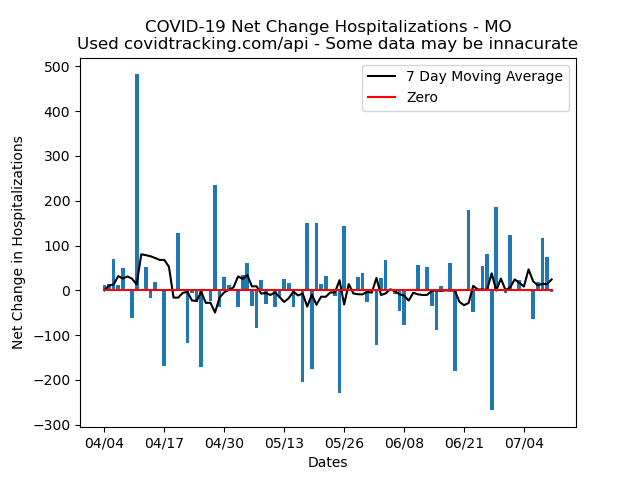 COVID-19 Net Change Hospitalizations - MO
Used covidtracking.com/api - Some data may be innacurate
7 Day Moving Average
Zero
Net Change in Hospitalizations
500
400
300
200
100
0
−100
−200
−300
04/04 04/17 04/30 05/13 05/26 06/08 06/21 07/04
Dates